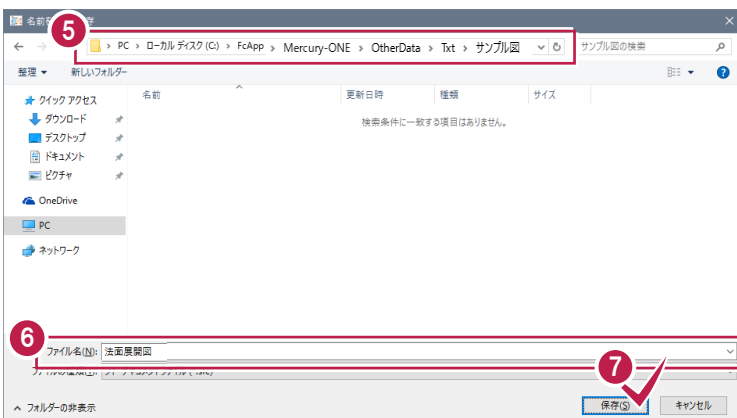 名前
存
5
PC › ローカル ディスク (C:) › FcApp › Mercury-ONE › OtherData › Txt › サンプル図
サンプル図の検索
整理 ▼ 新しいフォルダー
名前 更新日時 種類 サイズ
検索条件に一致する項目はありません。
クイック アクセス
ダウンロード
デスクトップ
ドキュメント
ピクチャ
OneDrive
PC
ネットワーク
6
ファイル名(N): 法面展開図
7
フォルダーの非表示
保存(S) キャンセル